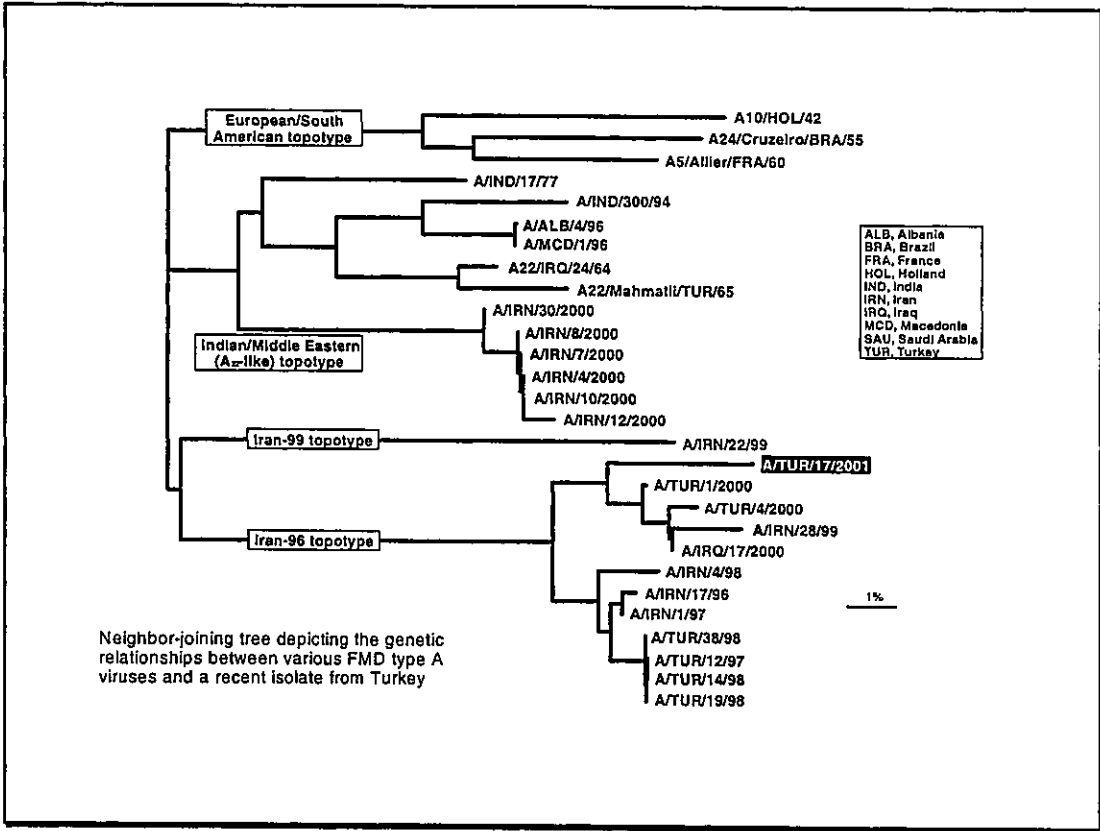 European/South
American topotype
A10/HOL/42
A24/Cruzeiro/BRA/55
A5/Allier/FRA/60
A/IND/17/77
A/IND/300/94
A/ALB/4/96
A/MCD/1/96
A22/IRQ/24/64
A22/Mahmatli/TUR/65
A/IRN/30/2000
A/IRN/8/2000
A/IRN/7/2000
A/IRN/4/2000
A/IRN/10/2000
A/IRN/12/2000
Indian/Middle Eastern
(A22-like) topotype
ALB, Albania
BRA, Brazil
FRA, France
HOL, Holland
IND, India
IRN, Iran
IRQ, Iraq
MCD, Macedonia
SAU, Saudi Arabia
TUR, Turkey
Iran-99 topotype
A/IRN/22/99
A/TUR/17/2001
A/TUR/1/2000
A/TUR/4/2000
A/IRN/28/99
A/IRQ/17/2000
Iran-96 topotype
A/IRN/4/98
A/IRN/17/96
A/IRN/1/97
A/TUR/38/98
A/TUR/12/97
A/TUR/14/98
A/TUR/19/98
1%
Neighbor-joining tree depicting the genetic
relationships between various FMD type A
viruses and a recent isolate from Turkey